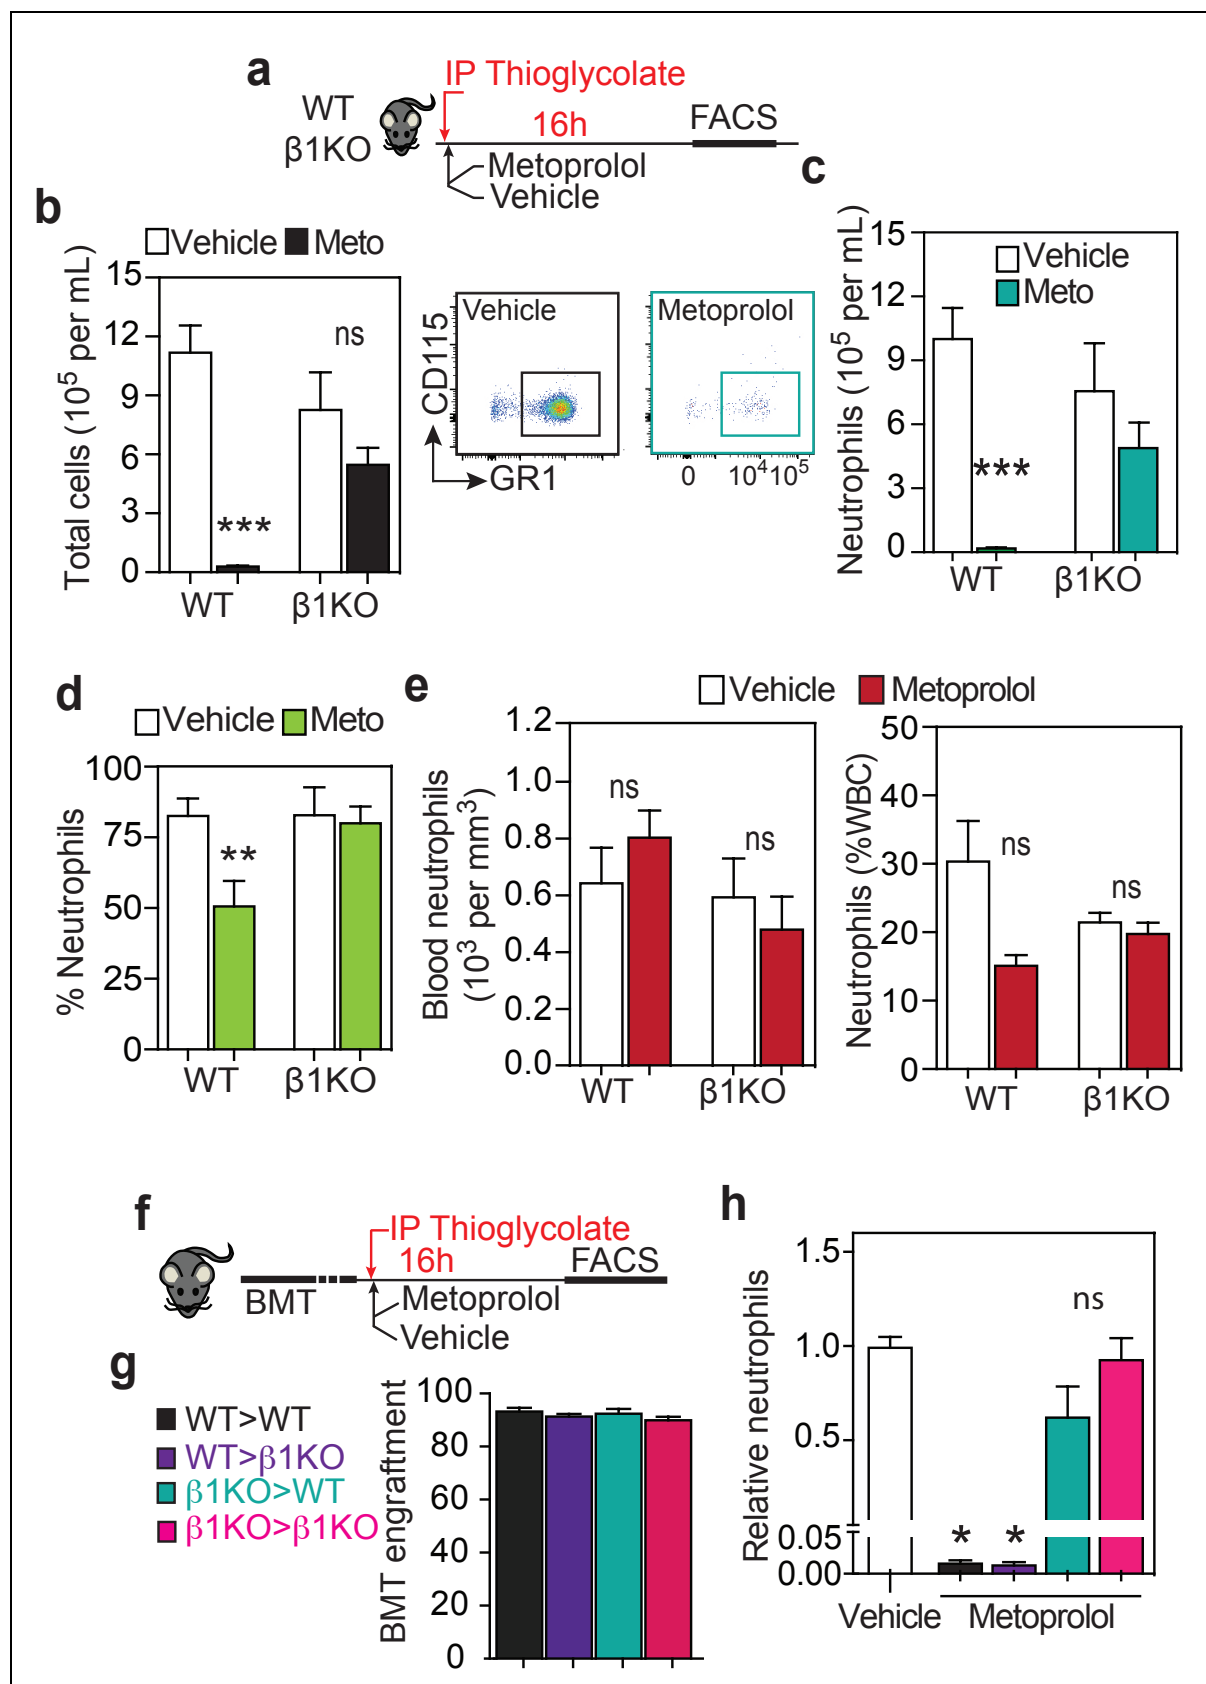 a
IP Thioglycolate
WT
β1KO
16h
FACS
Metoprolol
Vehicle
b
Vehicle Meto
Total cells (10⁵ per mL)
15
12
9
6
3
0
ns
***
WT β1KO
Vehicle
Metoprolol
CD115
GR1
0 10⁴ 10⁵
c
Neutrophils (10⁵ per mL)
15
12
9
6
3
0
Vehicle
Meto
***
WT β1KO
d
Vehicle Meto
% Neutrophils
100
75
50
25
0
**
WT β1KO
e
Vehicle Metoprolol
Blood neutrophils
(10³ per mm³)
1.2
1.0
0.8
0.6
0.4
0.2
0.0
ns
ns
WT β1KO
Neutrophils (%WBC)
50
40
30
20
10
0
ns
ns
WT β1KO
f
IP Thioglycolate
16h
FACS
BMT
Metoprolol
Vehicle
g
WT>WT
WT>β1KO
β1KO>WT
β1KO>β1KO
BMT engraftment
100
80
60
40
20
0
h
Relative neutrophils
1.5
1.0
0.5
0.05
0.00
ns
* *
Vehicle Metoprolol